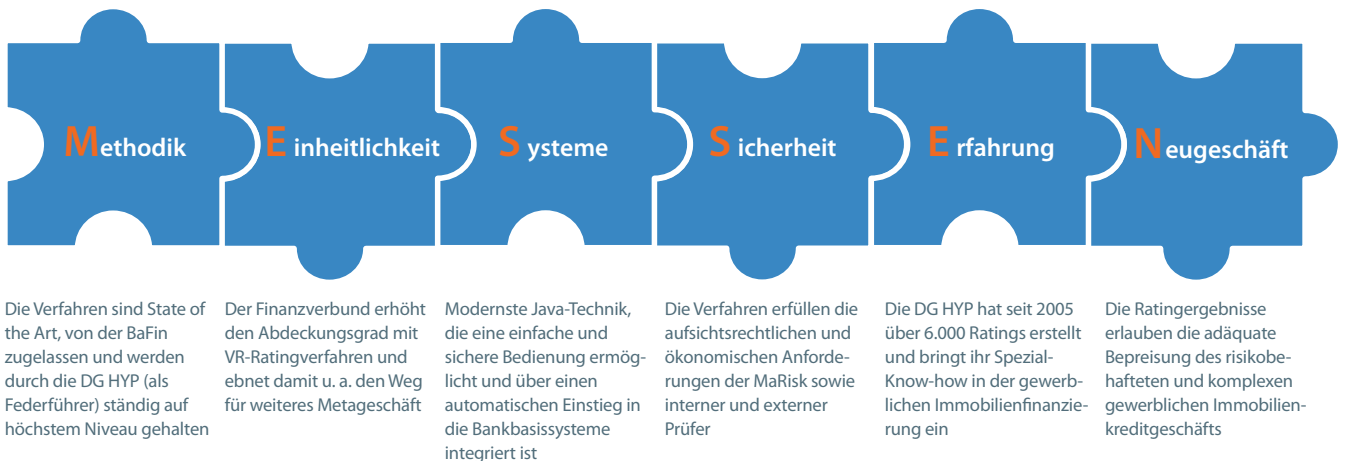 Methodik
Einheitlichkeit
Systeme
Sicherheit
Erfahrung
Neugeschäft
Die Verfahren sind State of
the Art, von der BaFin
zugelassen und werden
durch die DG HYP (als
Federführer) ständig auf
höchstem Niveau gehalten
Der Finanzverbund erhöht
den Abdeckungsgrad mit
VR-Ratingverfahren und
ebnet damit u. a. den Weg
für weiteres Metageschäft
Modernste Java-Technik,
die eine einfache und
sichere Bedienung ermög-
licht und über einen
automatischen Einstieg in
die Bankbasissysteme
integriert ist
Die Verfahren erfüllen die
aufsichtsrechtlichen und
ökonomischen Anforde-
rungen der MaRisk sowie
interner und externer
Prüfer
Die DG HYP hat seit 2005
über 6.000 Ratings erstellt
und bringt ihr Spezial-
Know-how in der gewerb-
lichen Immobilienfinanzie-
rung ein
Die Ratingergebnisse
erlauben die adäquate
Bepreisung des risikobe-
hafteten und komplexen
gewerblichen Immobilien-
kreditgeschäfts